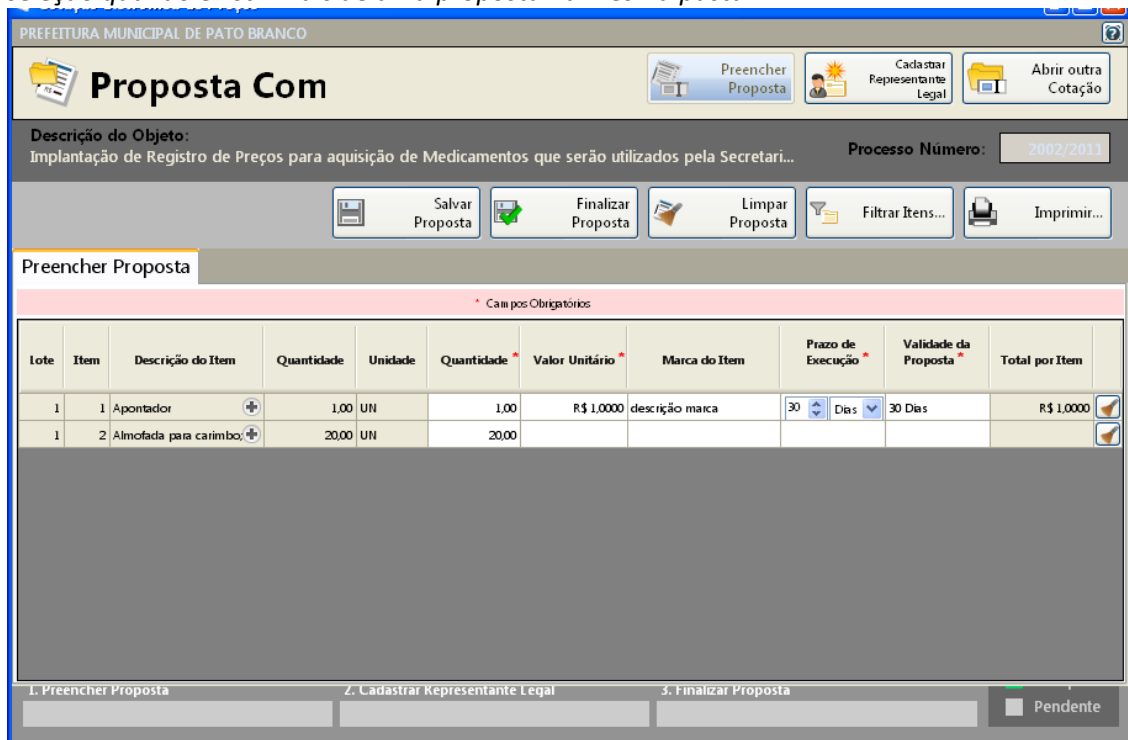 PREFEITURA MUNICIPAL DE PATO BRANCO
Proposta Com
Preencher
Proposta
Cadastrar
Representante
Legal
Abrir outra
Cotação
Descrição do Objeto:
Implantação de Registro de Preços para aquisição de Medicamentos que serão utilizados pela Secretari...
Processo Número:
2002/2011
Salvar
Proposta
Finalizar
Proposta
Limpar
Proposta
Filtrar Itens...
Imprimir...
Preencher Proposta
* Campos Obrigatórios
Lote Item Descrição do Item Quantidade Unidade Quantidade * Valor Unitário * Marca do Item Prazo de Execução * Validade da Proposta * Total por Item
1 1 Apontador 1,00 UN 1,00 R$ 1,0000 descrição marca 30 Dias 30 Dias R$ 1,0000
1 2 Almofada para carimbo; 20,00 UN 20,00
1. Preencher Proposta 2. Cadastrar Representante Legal 3. Finalizar Proposta
Pendente